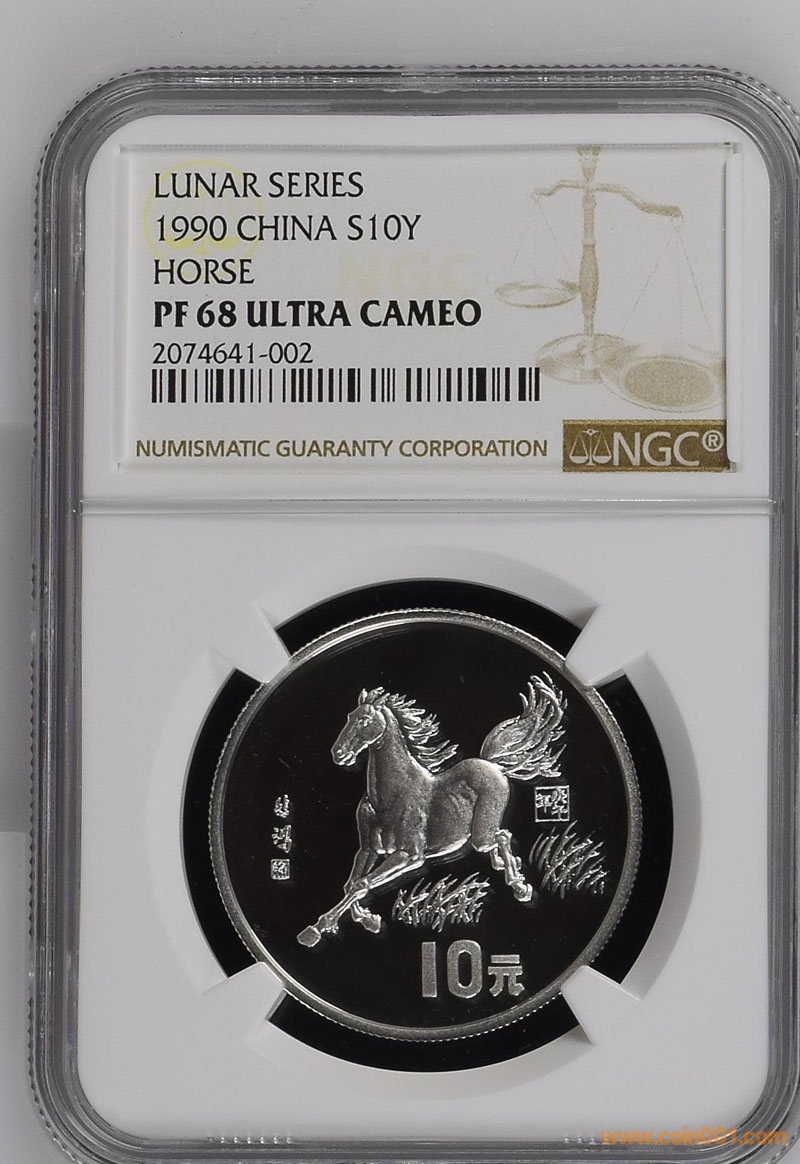 LUNAR SERIES
1990 CHINA S10Y
HORSE
PF 68 ULTRA CAMEO
2074641-002
NUMISMATIC GUARANTY CORPORATION
NGC®
10元
www.coin001.com